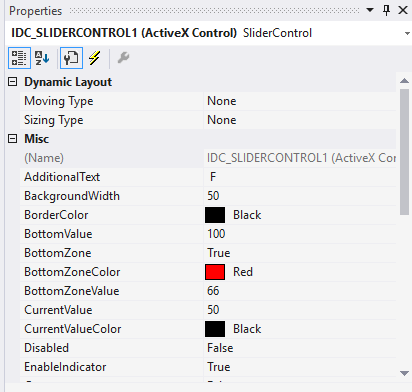 Properties
IDC_SLIDERCONTROL1 (ActiveX Control) SliderControl
Dynamic Layout
Moving Type None
Sizing Type None
Misc
(Name) IDC_SLIDERCONTROL1 (ActiveX Co
AdditionalText F
BackgroundWidth 50
BorderColor Black
BottomValue 100
BottomZone True
BottomZoneColor Red
BottomZoneValue 66
CurrentValue 50
CurrentValueColor Black
Disabled False
EnableIndicator True